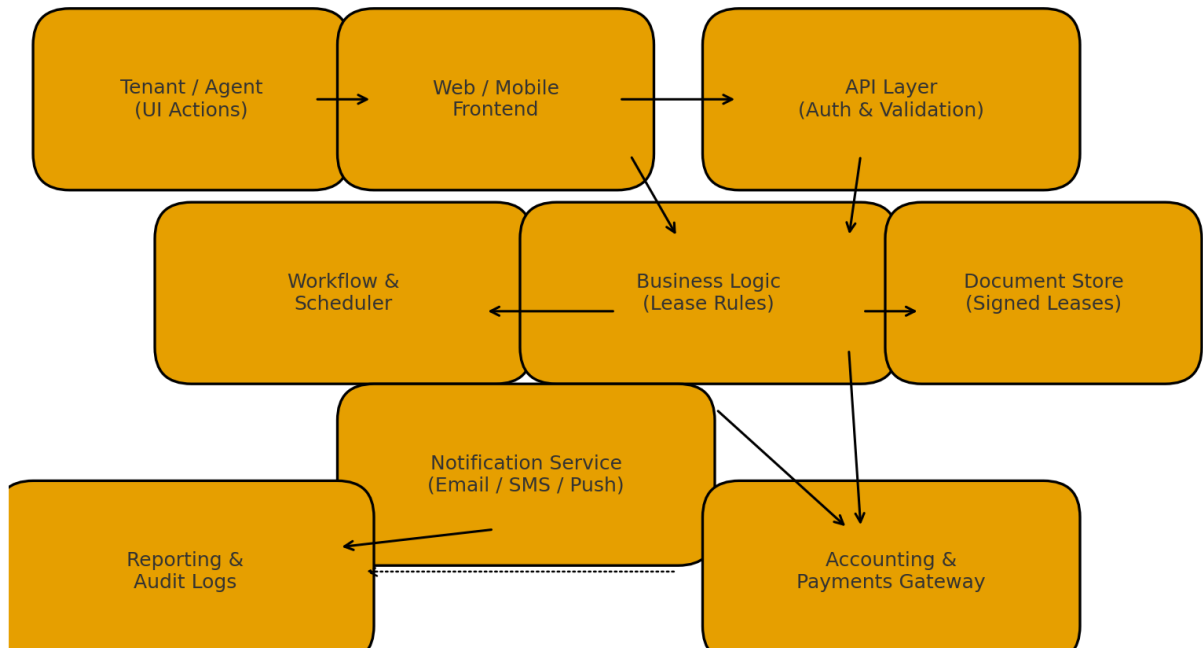 Tenant / Agent
(UI Actions)
Web / Mobile
Frontend
API Layer
(Auth & Validation)
Workflow &
Scheduler
Business Logic
(Lease Rules)
Document Store
(Signed Leases)
Notification Service
(Email / SMS / Push)
Reporting &
Audit Logs
Accounting &
Payments Gateway